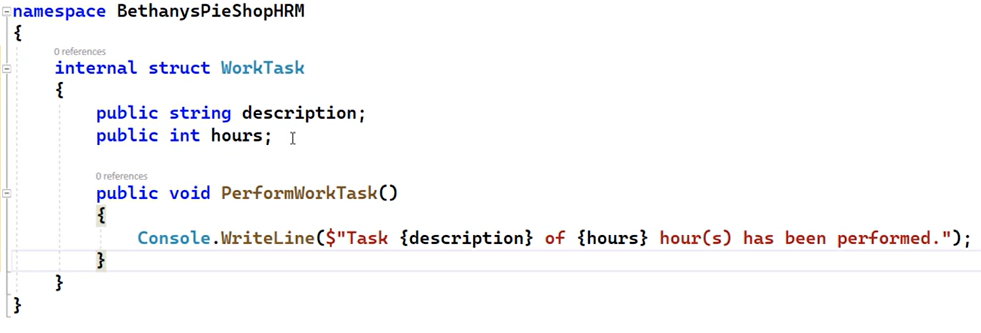 namespace BethanysPieShopHRM
{
0 references
internal struct WorkTask
{
public string description;
public int hours;
0 references
public void PerformWorkTask()
{
Console.WriteLine($"Task {description} of {hours} hour(s) has been performed.");
}
}
}